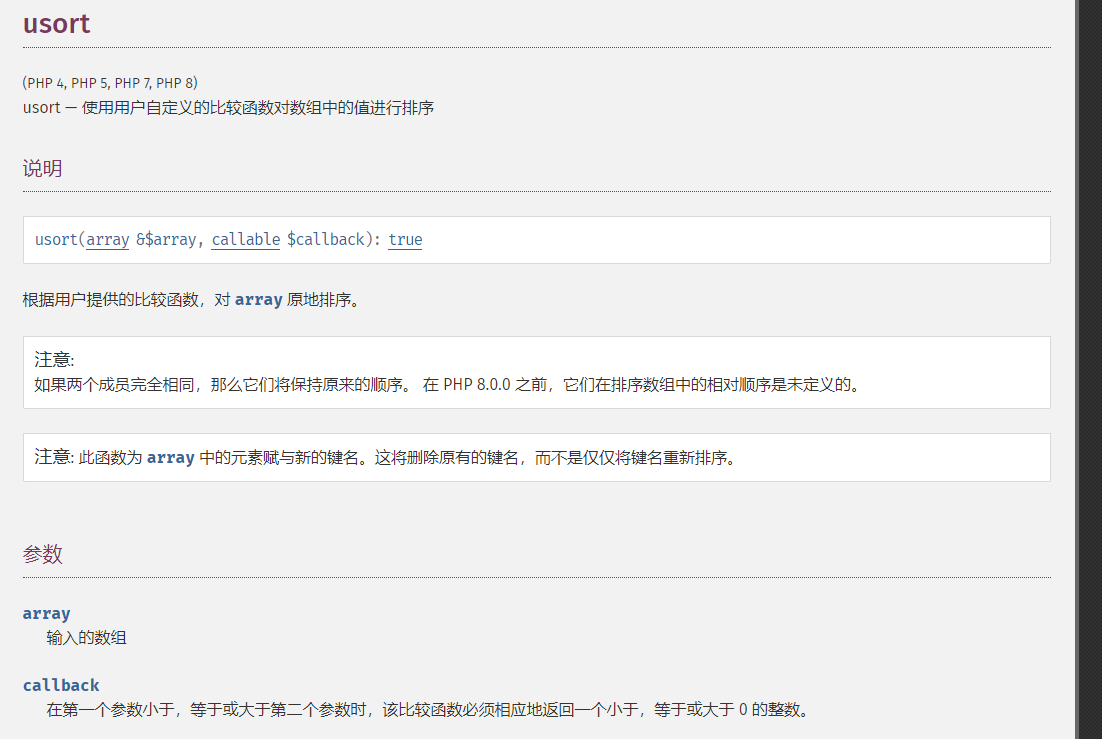 usort
(PHP 4, PHP 5, PHP 7, PHP 8)
usort — 使用用户自定义的比较函数对数组中的值进行排序
说明
usort(array &$array, callable $callback): true
根据用户提供的比较函数，对 array 原地排序。
注意:
如果两个成员完全相同，那么它们将保持原来的顺序。 在 PHP 8.0.0 之前，它们在排序数组中的相对顺序是未定义的。
注意: 此函数为 array 中的元素赋与新的键名。这将删除原有的键名，而不是仅仅将键名重新排序。
参数
array
输入的数组
callback
在第一个参数小于，等于或大于第二个参数时，该比较函数必须相应地返回一个小于，等于或大于 0 的整数。